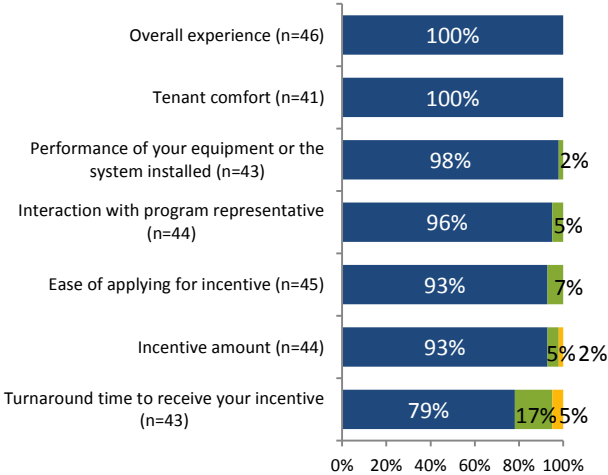 Overall experience (n=46)
100%
Tenant comfort (n=41)
100%
Performance of your equipment or the
system installed (n=43)
98% 2%
Interaction with program representative
(n=44)
96% 5%
Ease of applying for incentive (n=45)
93% 7%
Incentive amount (n=44)
93% 5% 2%
Turnaround time to receive your incentive
(n=43)
79% 17% 5%
0% 20% 40% 60% 80% 100%